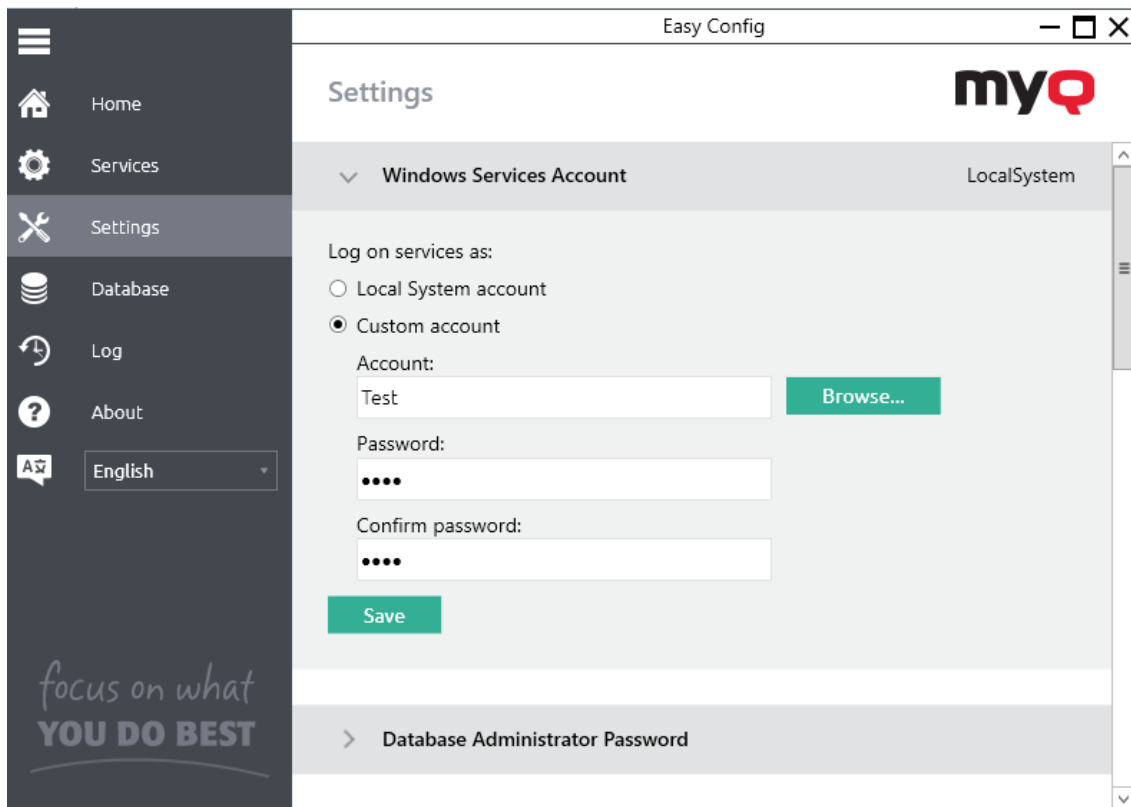 Easy Config
Home
Services
Settings
Database
Log
About
English
focus on what
YOU DO BEST
Settings
myQ
Windows Services Account LocalSystem
Log on services as:
Local System account
Custom account
Account:
Test Browse...
Password:
••••
Confirm password:
••••
Save
Database Administrator Password